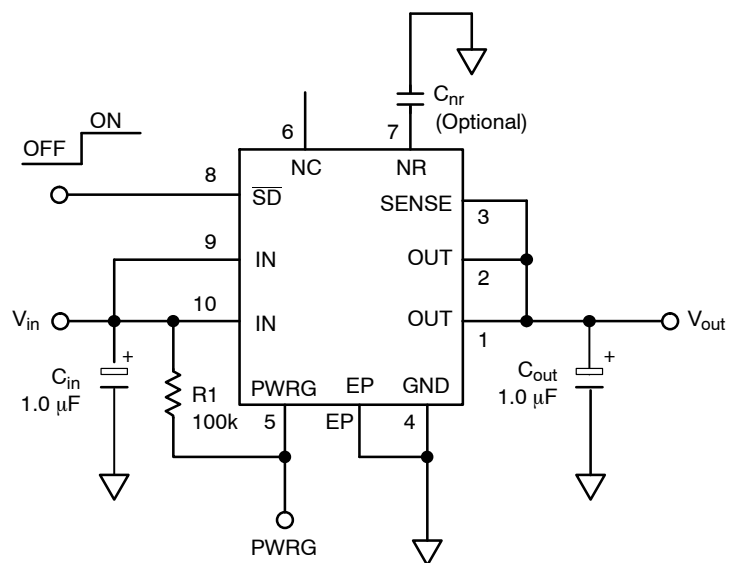 ON
OFF
6
7
C_nr
(Optional)
NC
NR
8
SD
SENSE
3
9
IN
OUT
2
V_in
10
IN
OUT
1
V_out
C_in
1.0 μF
+
R1
100k
PWRG
5
EP
EP
GND
4
C_out
1.0 μF
+
PWRG